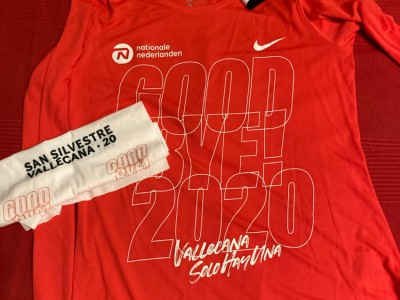 nationale
nederlanden
GOOD
BYE!
2020
VALLECANA
SOLO HAY UNA
SAN SILVESTRE
VALLECANA · 20
GOOD
GOOD